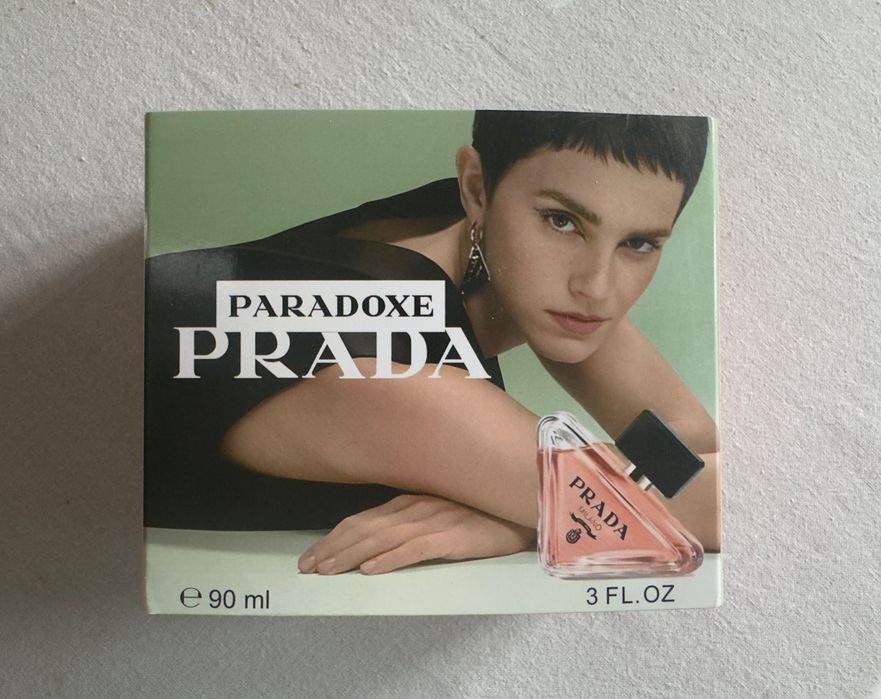 PARADOXE
PRADA
PRADA
MILANO
℮ 90 ml
3 FL.OZ